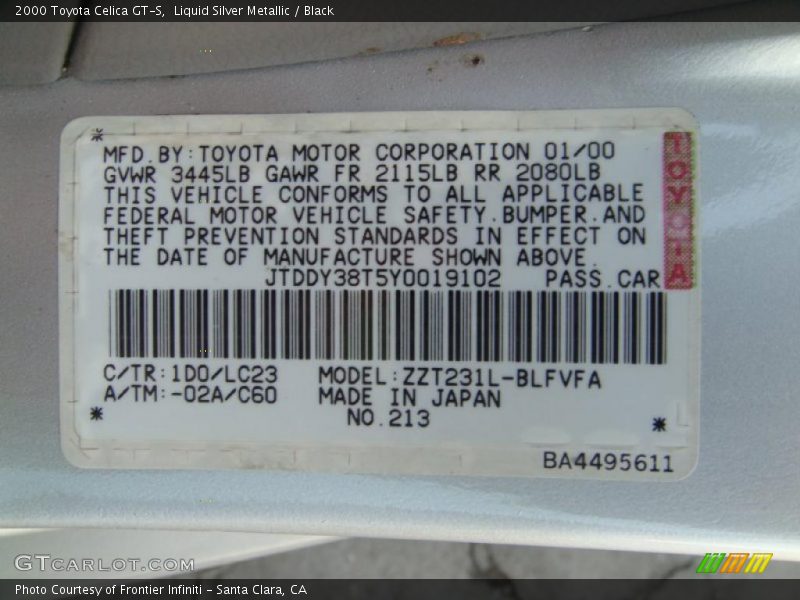 2000 Toyota Celica GT-S, Liquid Silver Metallic / Black
MFD.BY:TOYOTA MOTOR CORPORATION 01/00
GVWR 3445LB GAWR FR 2115LB RR 2080LB
THIS VEHICLE CONFORMS TO ALL APPLICABLE
FEDERAL MOTOR VEHICLE SAFETY.BUMPER.AND
THEFT PREVENTION STANDARDS IN EFFECT ON
THE DATE OF MANUFACTURE SHOWN ABOVE.
JTDDY38T5Y0019102 PASS.CAR
TOYOTA
C/TR:1D0/LC23 MODEL:ZZT231L-BLFVFA
A/TM:-02A/C60 MADE IN JAPAN
NO.213
BA4495611
GTCARLOT.COM
Photo Courtesy of Frontier Infiniti - Santa Clara, CA